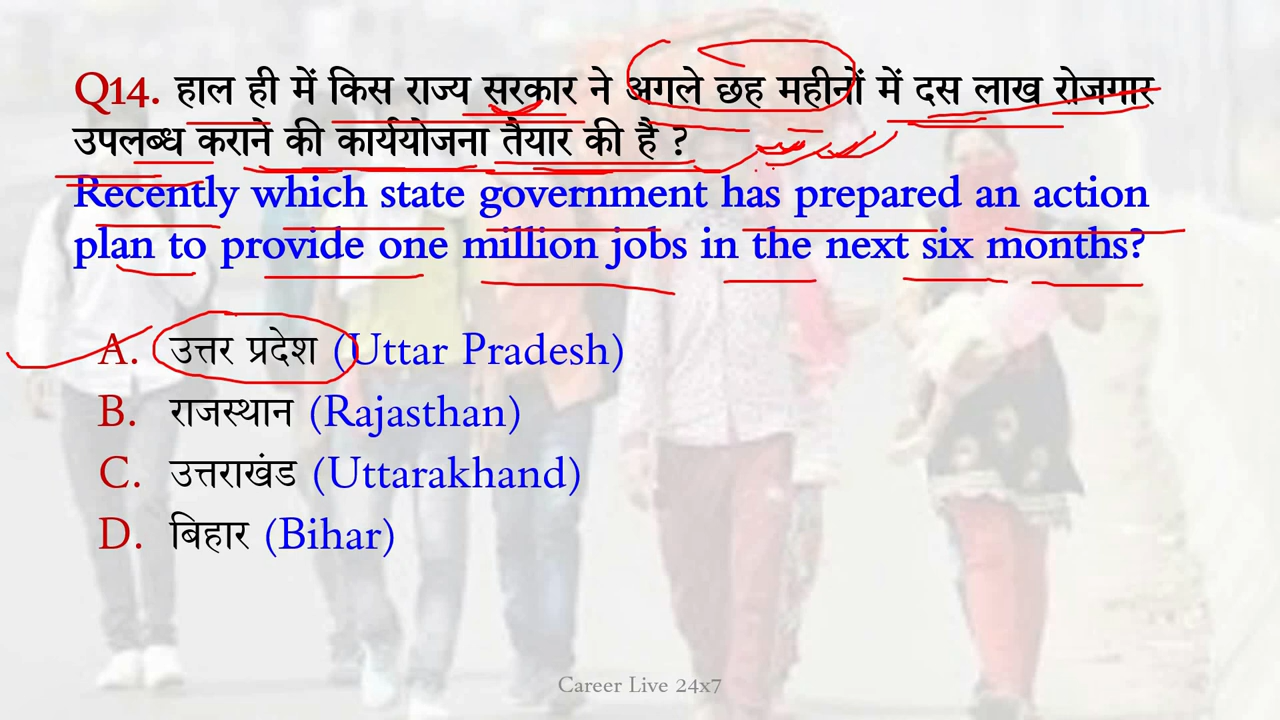 Q14. हाल ही में किस राज्य सरकार ने अगले छह महीनों में दस लाख रोजगार
उपलब्ध कराने की कार्ययोजना तैयार की है ?
Recently which state government has prepared an action
plan to provide one million jobs in the next six months?
A. उत्तर प्रदेश (Uttar Pradesh)
B. राजस्थान (Rajasthan)
C. उत्तराखंड (Uttarakhand)
D. बिहार (Bihar)
Career Live 24x7